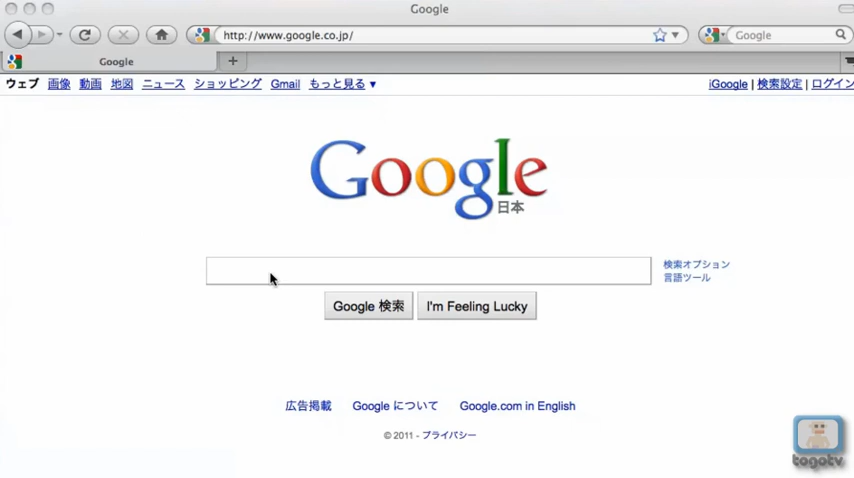 Google
http://www.google.co.jp/
Google
Google
ウェブ 画像 動画 地図 ニュース ショッピング Gmail もっと見る ▼
iGoogle | 検索設定 | ログイン
Google
日本
検索オプション
言語ツール
Google 検索
I'm Feeling Lucky
広告掲載 Google について Google.com in English
© 2011 - プライバシー
togotv